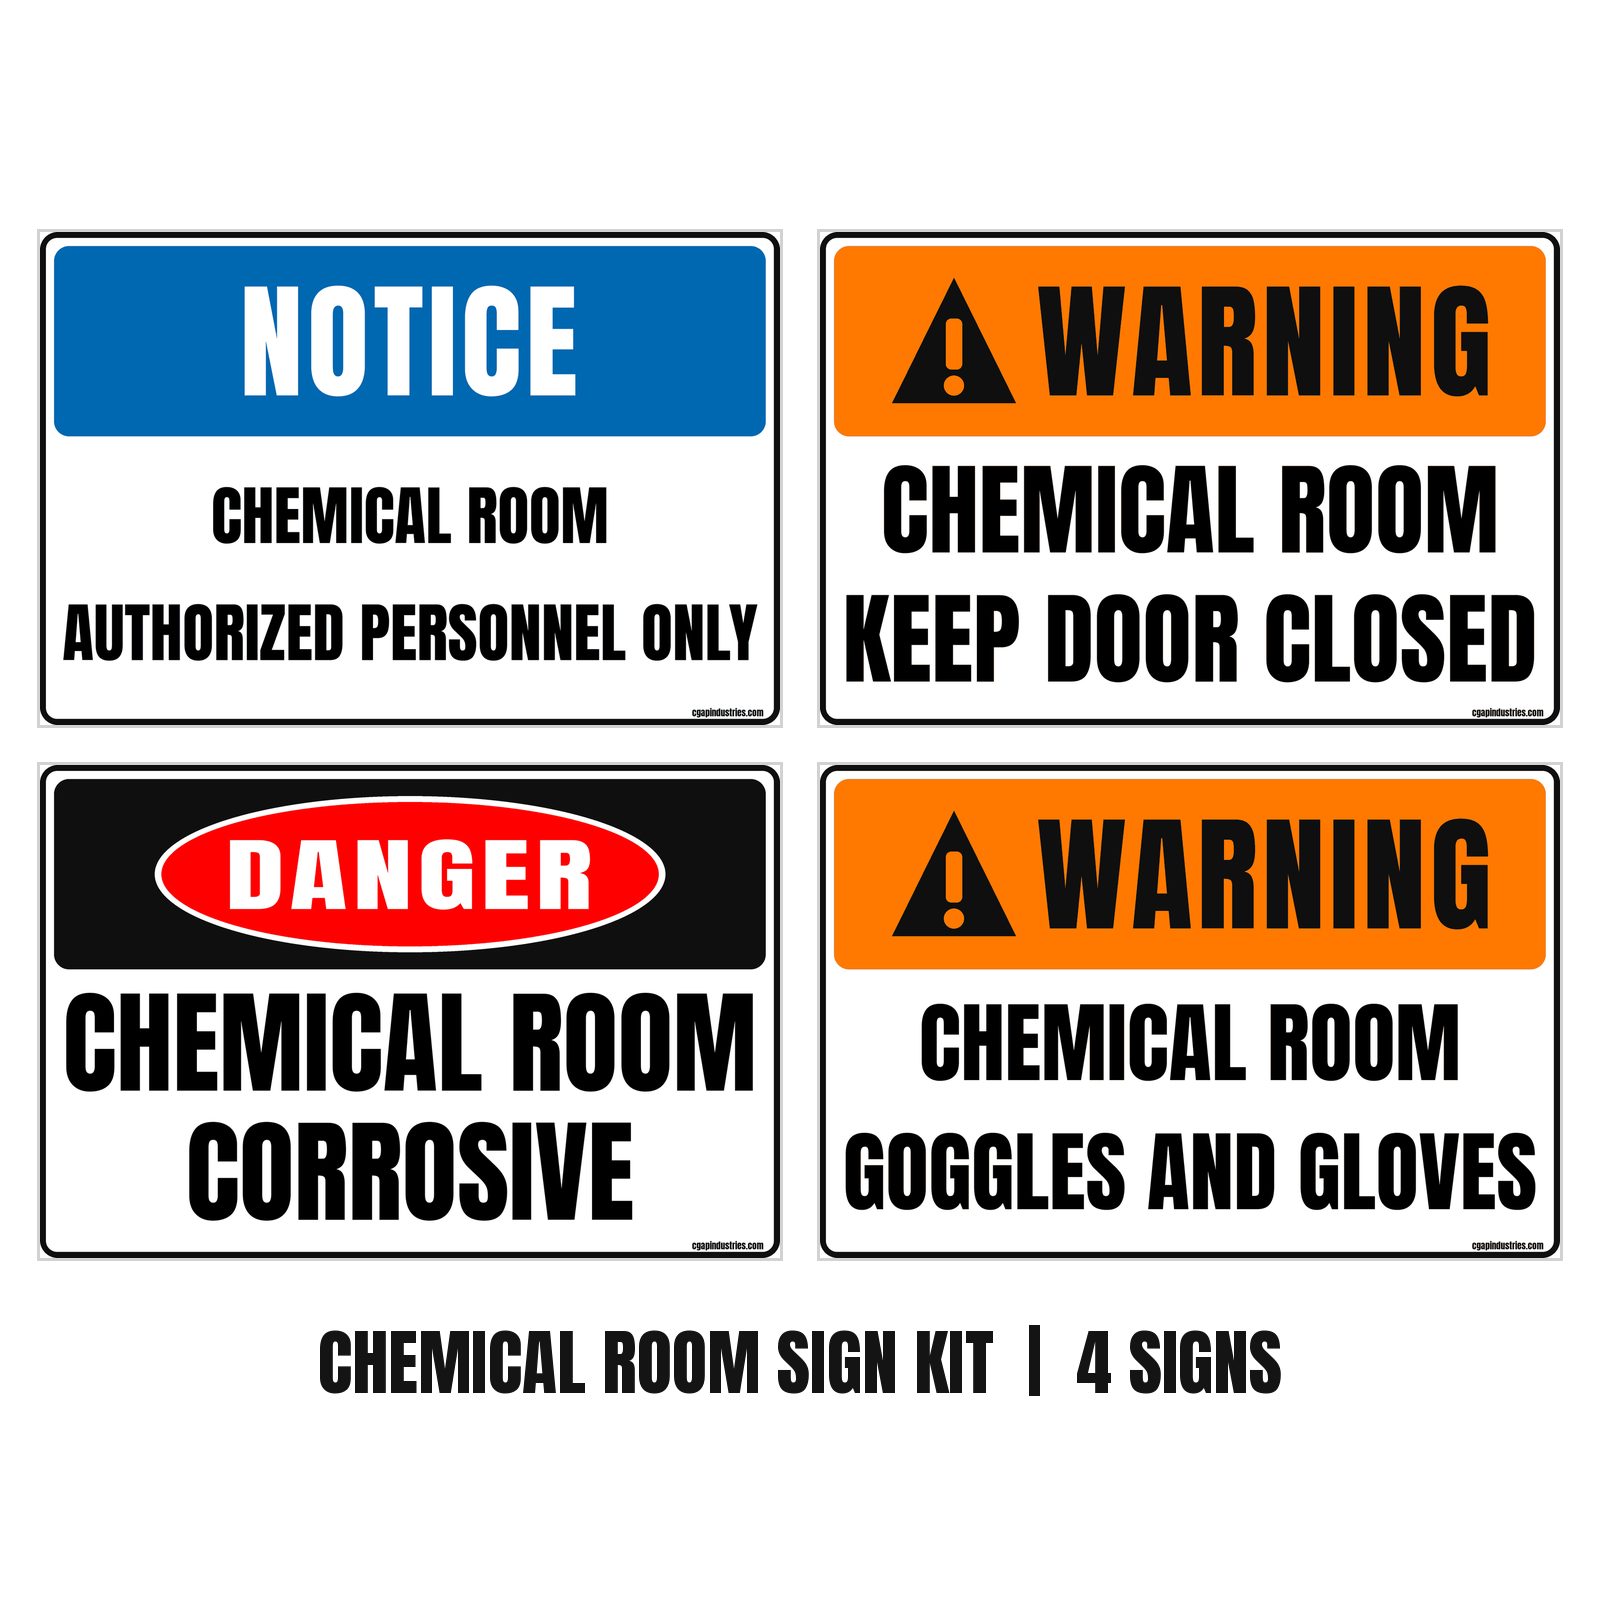 NOTICE
CHEMICAL ROOM
AUTHORIZED PERSONNEL ONLY
cgapindustries.com
WARNING
CHEMICAL ROOM
KEEP DOOR CLOSED
cgapindustries.com
DANGER
CHEMICAL ROOM
CORROSIVE
cgapindustries.com
WARNING
CHEMICAL ROOM
GOGGLES AND GLOVES
cgapindustries.com
CHEMICAL ROOM SIGN KIT | 4 SIGNS